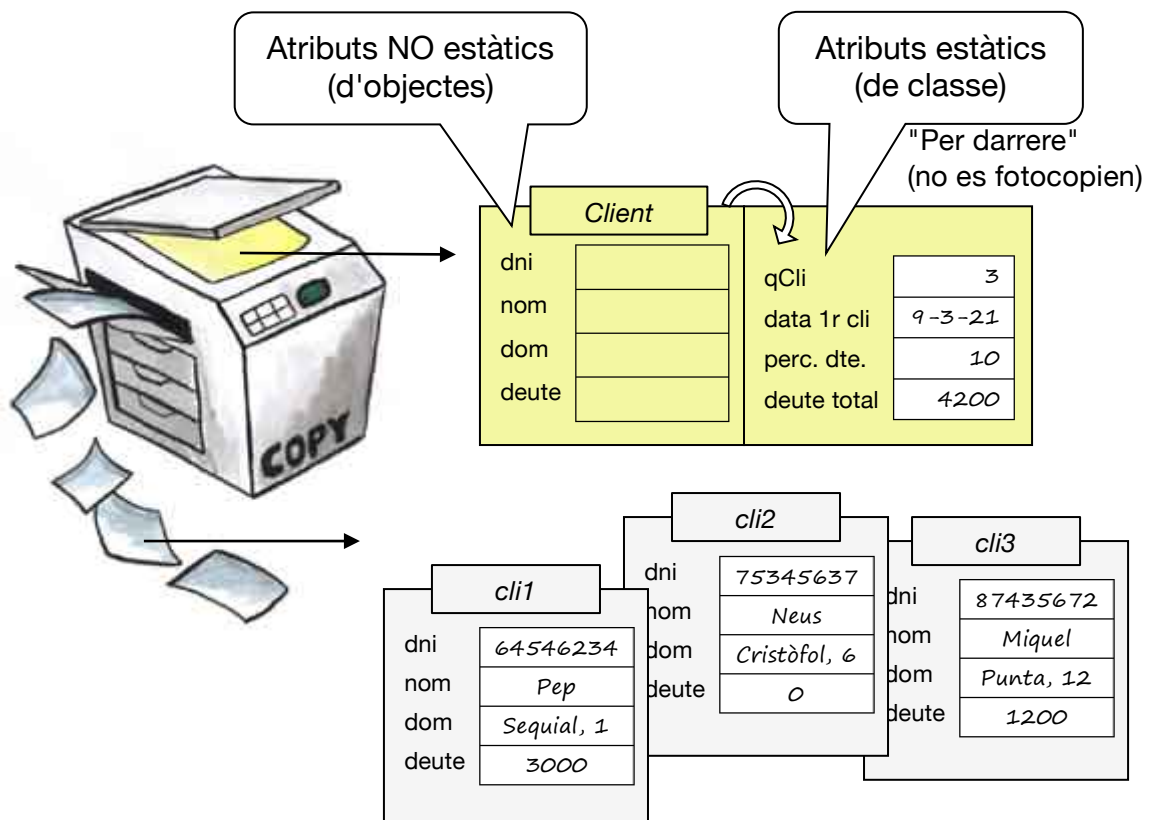 Atributs NO estàtics
(d'objectes)
Atributs estàtics
(de classe)
"Per darrere"
(no es fotocopien)
Client
dni
nom
dom
deute
qCli 3
data 1r cli 9-3-21
perc. dte. 10
deute total 4200
COPY
cli1
dni 64546234
nom Pep
dom Sequial, 1
deute 3000
cli2
dni 75345637
nom Neus
dom Cristòfol, 6
deute 0
cli3
dni 87435672
nom Miquel
dom Punta, 12
deute 1200